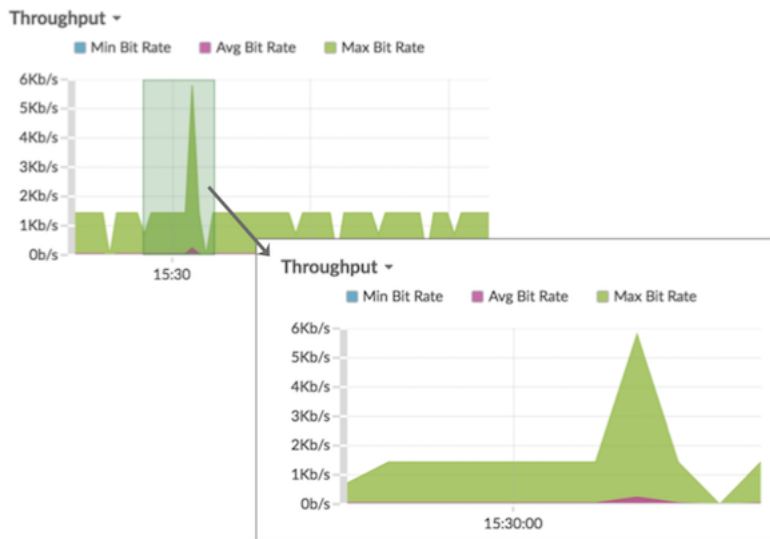 Throughput
Min Bit Rate Avg Bit Rate Max Bit Rate
6Kb/s
5Kb/s
4Kb/s
3Kb/s
2Kb/s
1Kb/s
0b/s
15:30
Throughput
Min Bit Rate Avg Bit Rate Max Bit Rate
6Kb/s
5Kb/s
4Kb/s
3Kb/s
2Kb/s
1Kb/s
0b/s
15:30:00